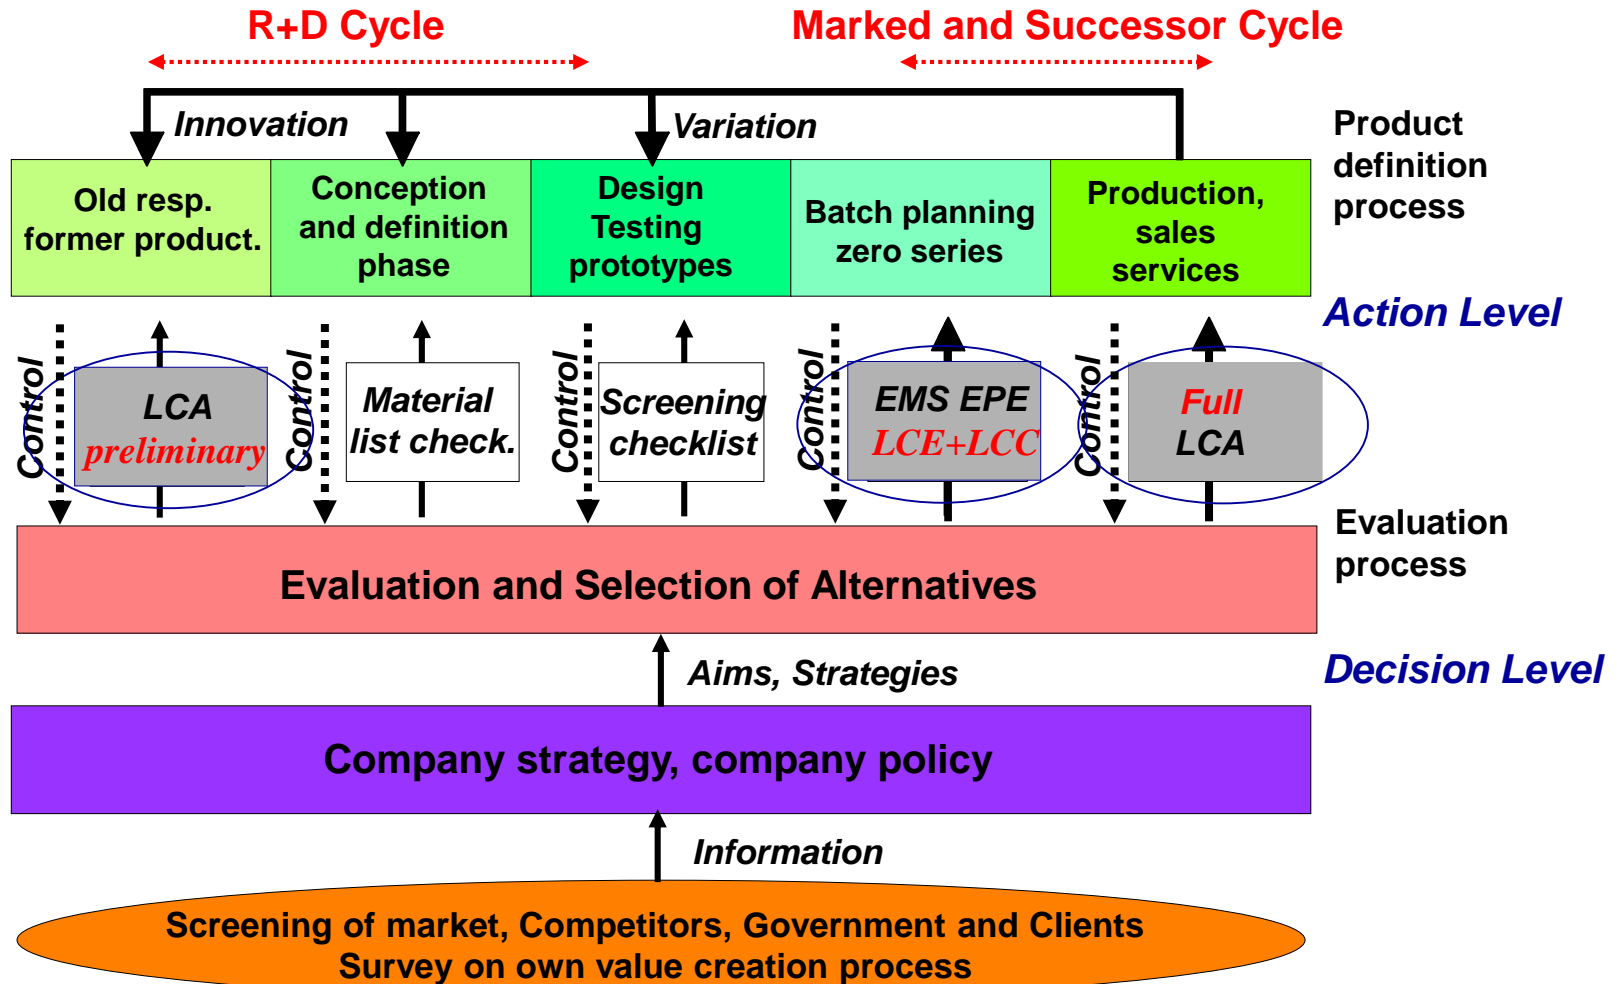 R+D Cycle
Marked and Successor Cycle
Innovation
Variation
Product
definition
process
Old resp.
former product.
Conception
and definition
phase
Design
Testing
prototypes
Batch planning
zero series
Production,
sales
services
Action Level
Control
LCA
preliminary
Control
Material
list check.
Control
Screening
checklist
Control
EMS EPE
LCE+LCC
Control
Full
LCA
Evaluation
process
Evaluation and Selection of Alternatives
Aims, Strategies
Decision Level
Company strategy, company policy
Information
Screening of market, Competitors, Government and Clients
Survey on own value creation process